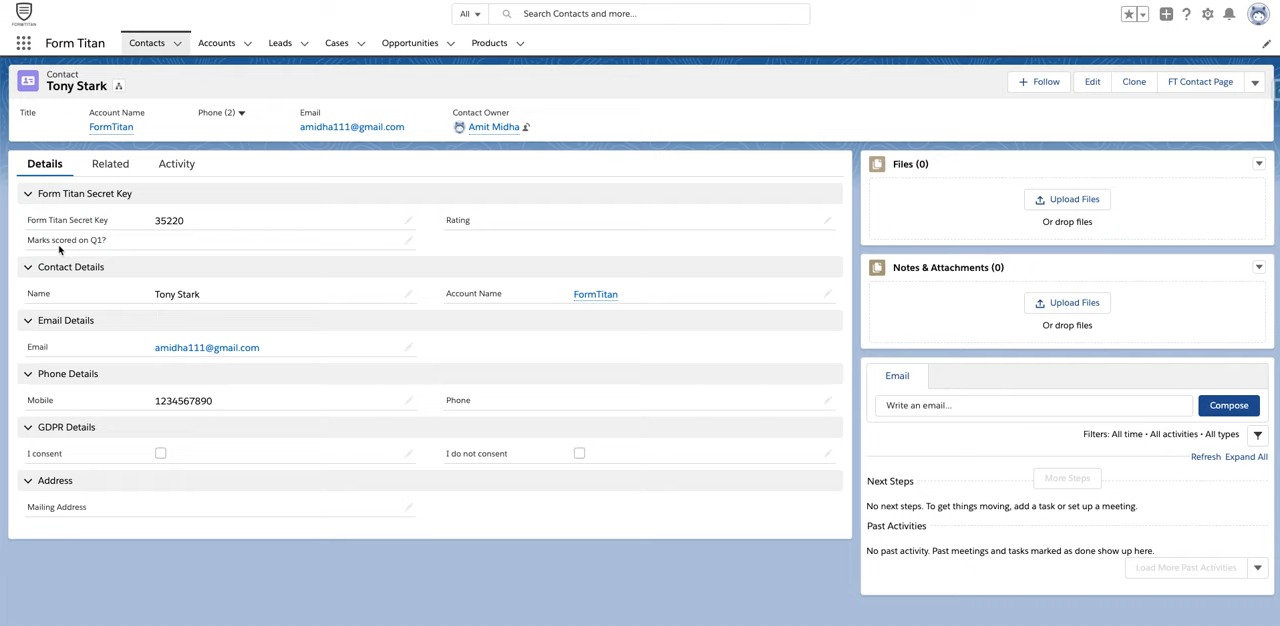 FORMTITAN
All
Search Contacts and more...
Form Titan
Contacts
Accounts
Leads
Cases
Opportunities
Products
Contact
Tony Stark
Follow
Edit
Clone
FT Contact Page
Title
Account Name
Phone (2)
Email
Contact Owner
FormTitan
amidha111@gmail.com
Amit Midha
Details
Related
Activity
Form Titan Secret Key
Form Titan Secret Key
35220
Rating
Marks scored on Q1?
Contact Details
Name
Tony Stark
Account Name
FormTitan
Email Details
Email
amidha111@gmail.com
Phone Details
Mobile
1234567890
Phone
GDPR Details
I consent
I do not consent
Address
Mailing Address
Files (0)
Upload Files
Or drop files
Notes & Attachments (0)
Upload Files
Or drop files
Email
Write an email...
Compose
Filters: All time • All activities • All types
Refresh
Expand All
Next Steps
More Steps
No next steps. To get things moving, add a task or set up a meeting.
Past Activities
No past activity. Past meetings and tasks marked as done show up here.
Load More Past Activities